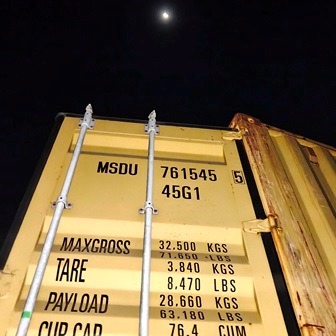 MSDU 761545 5
45G1
MAXGROSS 32.500 KGS
71.650 LBS
TARE 3.840 KGS
8.470 LBS
PAYLOAD 28.660 KGS
63.180 LBS
CUB.CAP. 76.4 CUM